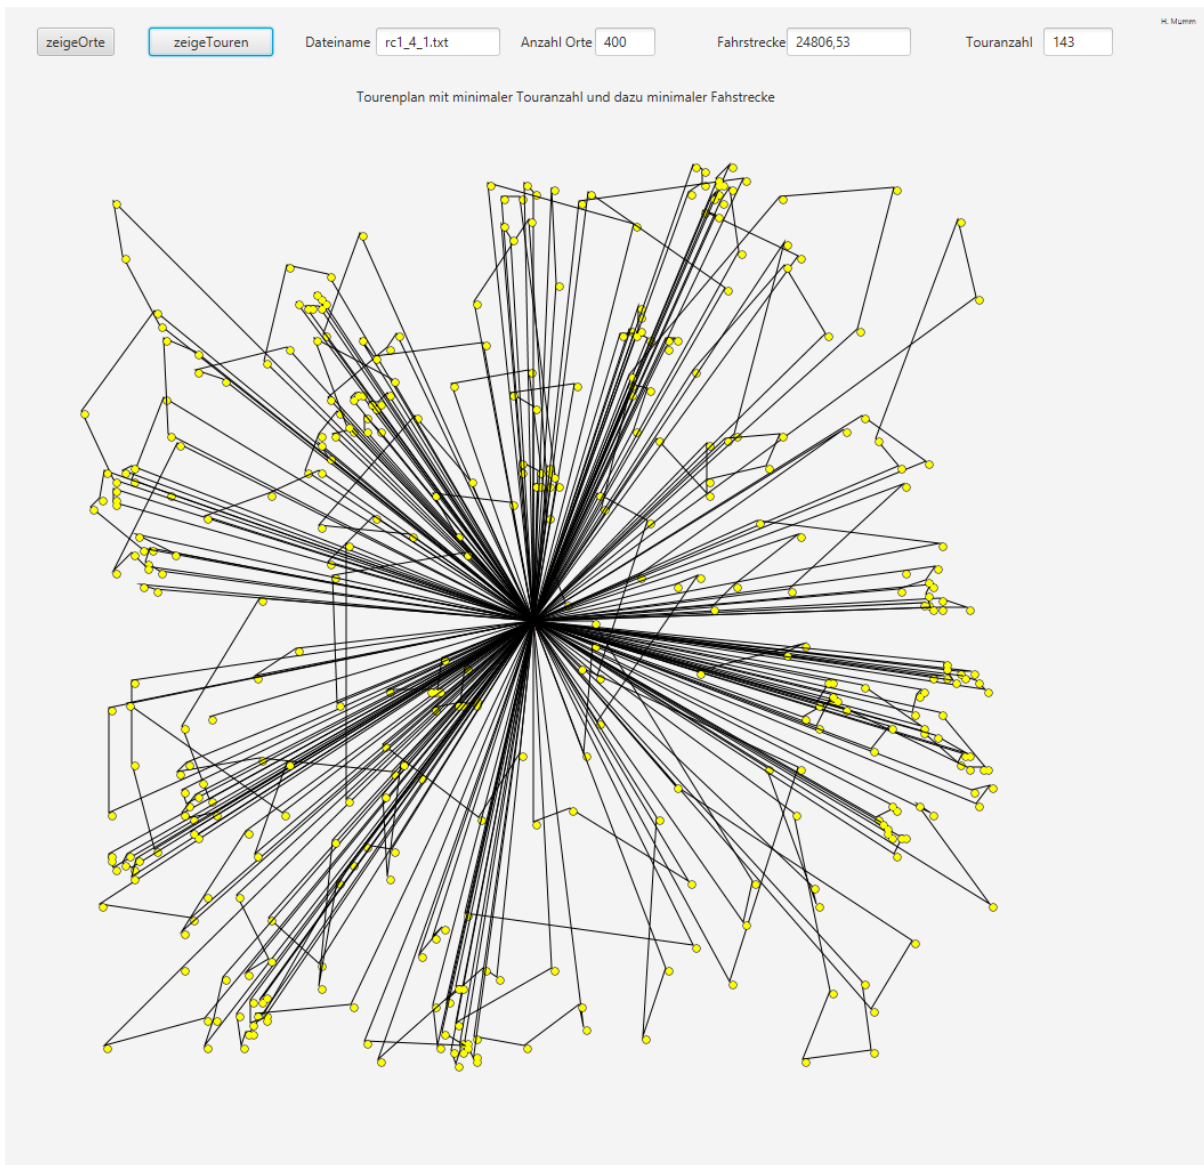 H. Mumm
zeigeOrte zeigeTouren Dateiname rc1_4_1.txt Anzahl Orte 400 Fahrstrecke 24806,53 Touranzahl 143
Tourenplan mit minimaler Touranzahl und dazu minimaler Fahstrecke